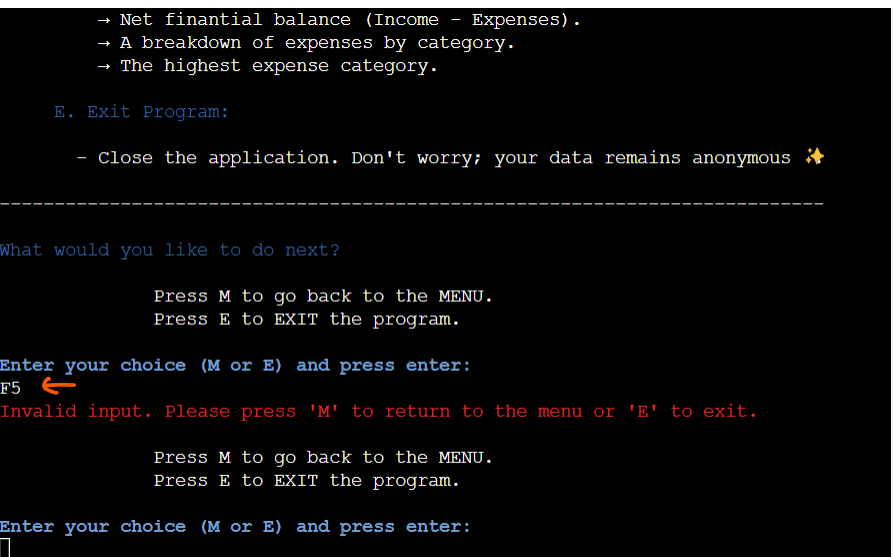 → Net finantial balance (Income - Expenses).
→ A breakdown of expenses by category.
→ The highest expense category.
E. Exit Program:
- Close the application. Don't worry; your data remains anonymous ✨
---------------------------------------------------------------------------
What would you like to do next?
Press M to go back to the MENU.
Press E to EXIT the program.
Enter your choice (M or E) and press enter:
F5
Invalid input. Please press 'M' to return to the menu or 'E' to exit.
Press M to go back to the MENU.
Press E to EXIT the program.
Enter your choice (M or E) and press enter: